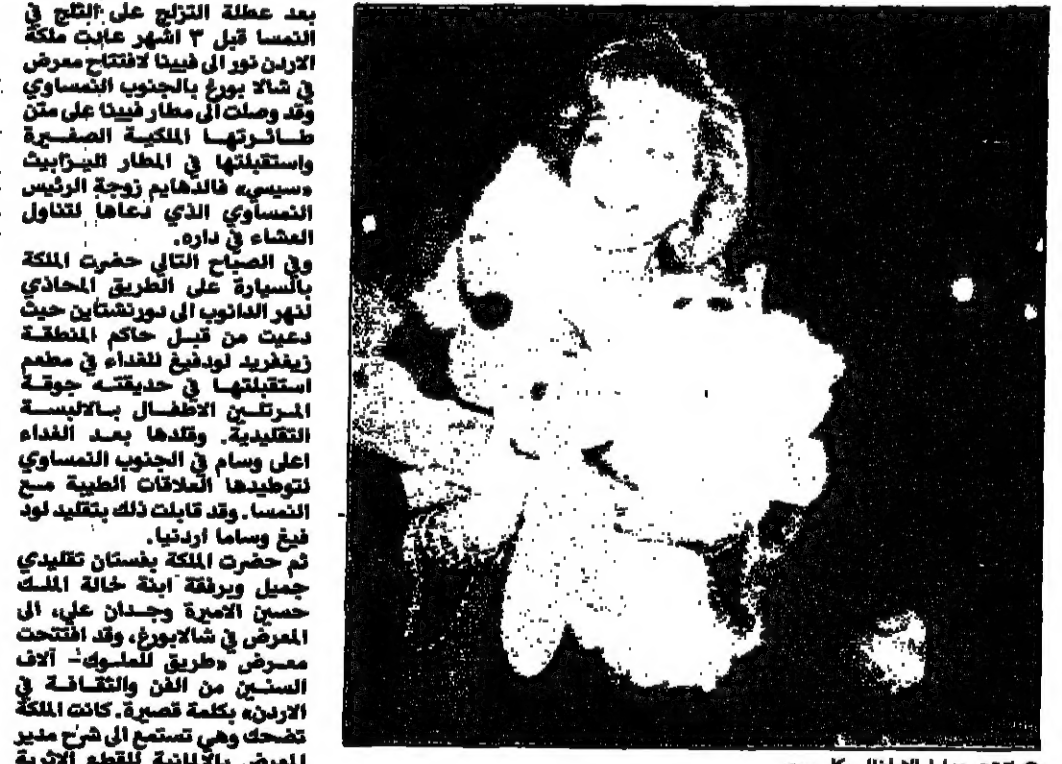 بعد عطلة التزلج على الثلج في
النمسا قبل ٣ اشهر عادت ملكة
الاردن نور الى فيينا لافتتاح معرض
في شالا بورغ بالجنوب النمساوي
وقد وصلت الى مطار فيينا على متن
طائرتها الملكية الصغيرة
واستقبلتها في المطار اليزابيث
«سيسي» فالدهايم زوجة الرئيس
النمساوي الذي دعاها لتناول
العشاء في داره.
وفي الصباح التالي حضرت الملكة
بالسيارة على الطريق المحاذي
لنهر الدانوب الى دورنشتاين حيث
دعيت من قبل حاكم المنطقة
زيغفريد لودفيغ للغداء في مطعم
استقبلتها في حديقته جوقة
المرتلين الاطفال بالالبسة
التقليدية. وقلدها بعد الغداء
اعلى وسام في الجنوب النمساوي
لتوطيدها العلاقات الطيبة مع
النمسا. وقد قابلت ذلك بتقليد لود
فيغ وساما اردنيا.
ثم حضرت الملكة بفستان تقليدي
جميل وبرفقة ابنة خالة الملك
حسين الاميرة وجدان علي، الى
المعرض في شالابورغ، وقد افتتحت
معرض «طريق للملوك- آلاف
السنين من الفن والثقافة في
الاردن» بكلمة قصيرة. كانت الملكة
تضحك وهي تستمع الى شرح مدير
المعرض بالالمانية للقطع الاثرية